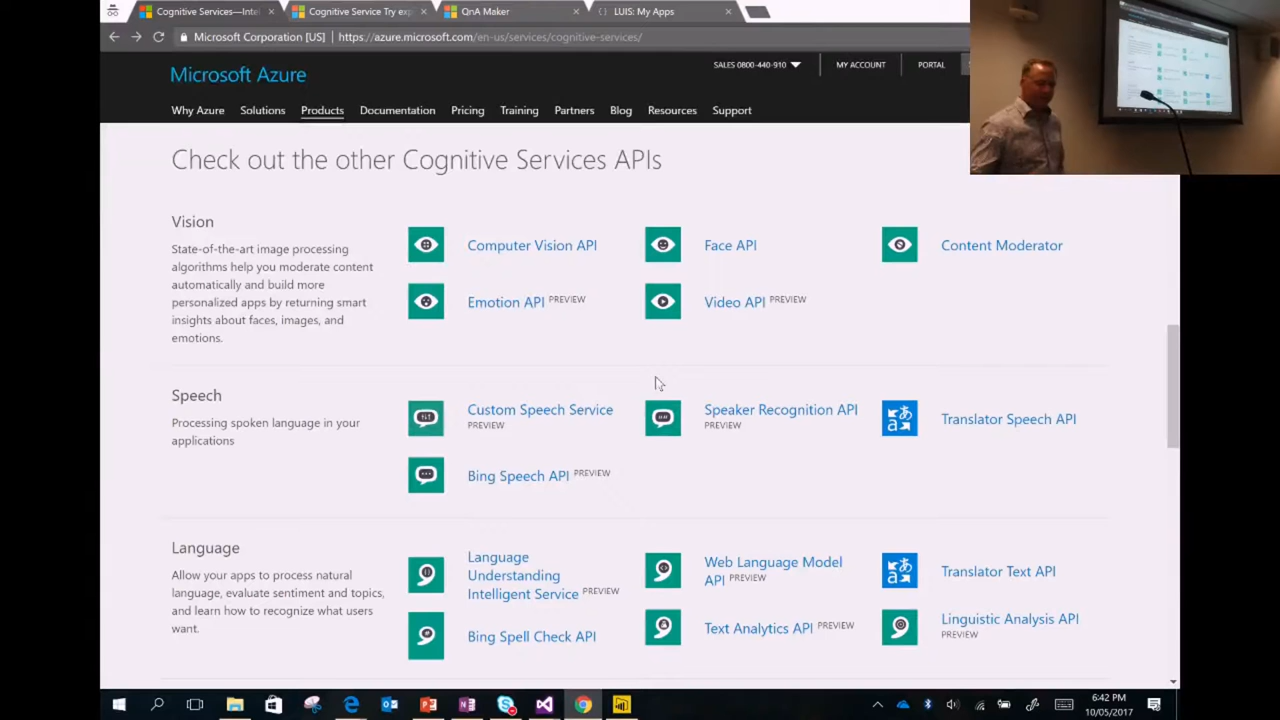 Cognitive Services—Inte
Cognitive Service Try exp
QnA Maker
LUIS: My Apps
Microsoft Corporation [US]
https://azure.microsoft.com/en-us/services/cognitive-services/
Microsoft Azure
SALES 0800-440-910
MY ACCOUNT
PORTAL
Why Azure
Solutions
Products
Documentation
Pricing
Training
Partners
Blog
Resources
Support
Check out the other Cognitive Services APIs
Vision
State-of-the-art image processing
algorithms help you moderate content
automatically and build more
personalized apps by returning smart
insights about faces, images, and
emotions.
Computer Vision API
Face API
Content Moderator
Emotion API PREVIEW
Video API PREVIEW
Speech
Processing spoken language in your
applications
Custom Speech Service
PREVIEW
Speaker Recognition API
PREVIEW
Translator Speech API
Bing Speech API PREVIEW
Language
Allow your apps to process natural
language, evaluate sentiment and topics,
and learn how to recognize what users
want.
Language
Understanding
Intelligent Service PREVIEW
Web Language Model
API PREVIEW
Translator Text API
Bing Spell Check API
Text Analytics API PREVIEW
Linguistic Analysis API
PREVIEW
6:42 PM
10/05/2017